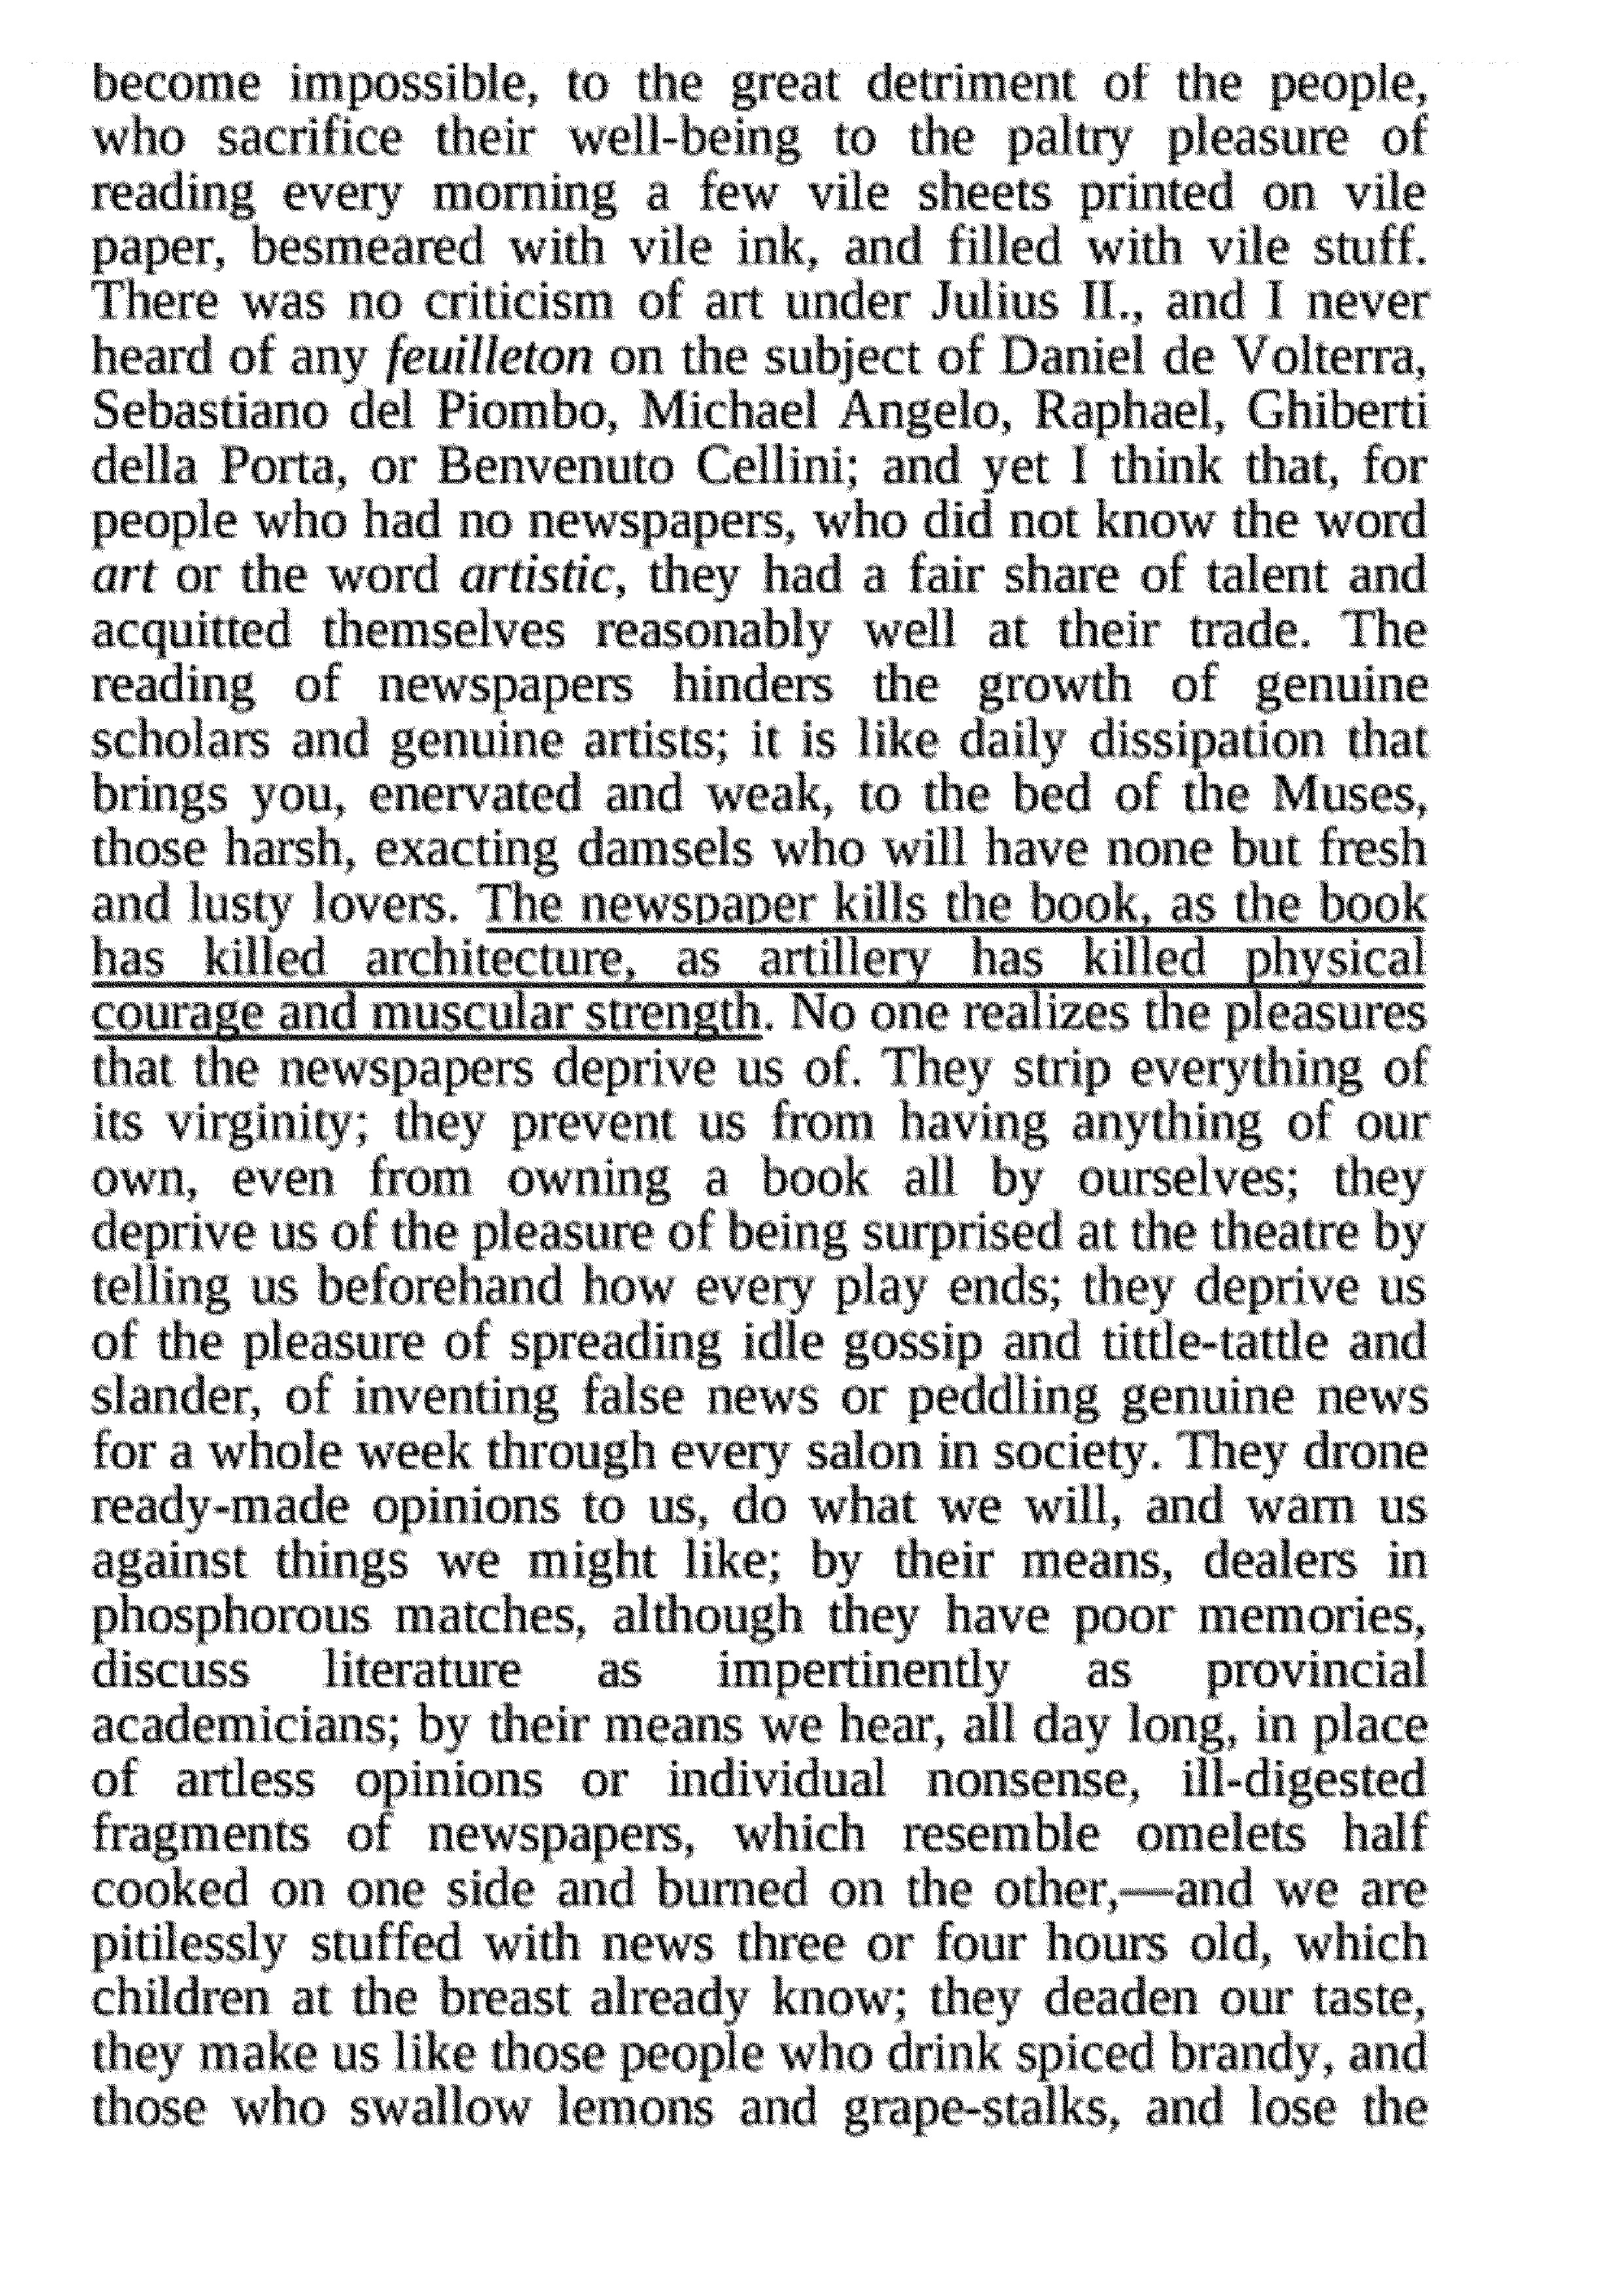 become impossible, to the great detriment of the people,
who sacrifice their well-being to the paltry pleasure of
reading every morning a few vile sheets printed on vile
paper, besmeared with vile ink, and filled with vile stuff.
There was no criticism of art under Julius II., and I never
heard of any feuilleton on the subject of Daniel de Volterra,
Sebastiano del Piombo, Michael Angelo, Raphael, Ghiberti
della Porta, or Benvenuto Cellini; and yet I think that, for
people who had no newspapers, who did not know the word
art or the word artistic, they had a fair share of talent and
acquitted themselves reasonably well at their trade. The
reading of newspapers hinders the growth of genuine
scholars and genuine artists; it is like daily dissipation that
brings you, enervated and weak, to the bed of the Muses,
those harsh, exacting damsels who will have none but fresh
and lusty lovers. The newspaper kills the book, as the book
has killed architecture, as artillery has killed physical
courage and muscular strength. No one realizes the pleasures
that the newspapers deprive us of. They strip everything of
its virginity; they prevent us from having anything of our
own, even from owning a book all by ourselves; they
deprive us of the pleasure of being surprised at the theatre by
telling us beforehand how every play ends; they deprive us
of the pleasure of spreading idle gossip and tittle-tattle and
slander, of inventing false news or peddling genuine news
for a whole week through every salon in society. They drone
ready-made opinions to us, do what we will, and warn us
against things we might like; by their means, dealers in
phosphorous matches, although they have poor memories,
discuss literature as impertinently as provincial
academicians; by their means we hear, all day long, in place
of artless opinions or individual nonsense, ill-digested
fragments of newspapers, which resemble omelets half
cooked on one side and burned on the other,—and we are
pitilessly stuffed with news three or four hours old, which
children at the breast already know; they deaden our taste,
they make us like those people who drink spiced brandy, and
those who swallow lemons and grape-stalks, and lose the